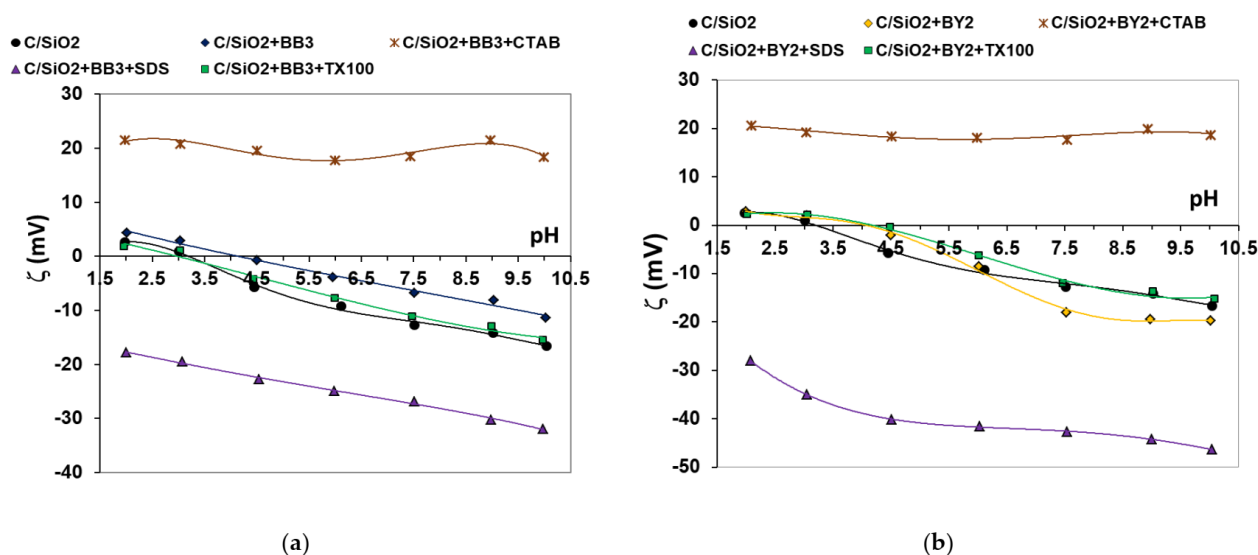 C/SiO2 C/SiO2+BB3 C/SiO2+BB3+CTAB
C/SiO2+BB3+SDS C/SiO2+BB3+TX100
30
20
10
0
-10
-20
-30
-40
ζ (mV)
1.5 2.5 3.5 4.5 5.5 6.5 7.5 8.5 9.5 10.5
pH
(a)
C/SiO2 C/SiO2+BY2 C/SiO2+BY2+CTAB
C/SiO2+BY2+SDS C/SiO2+BY2+TX100
30
20
10
0
-10
-20
-30
-40
-50
ζ (mV)
1.5 2.5 3.5 4.5 5.5 6.5 7.5 8.5 9.5 10.5
pH
(b)